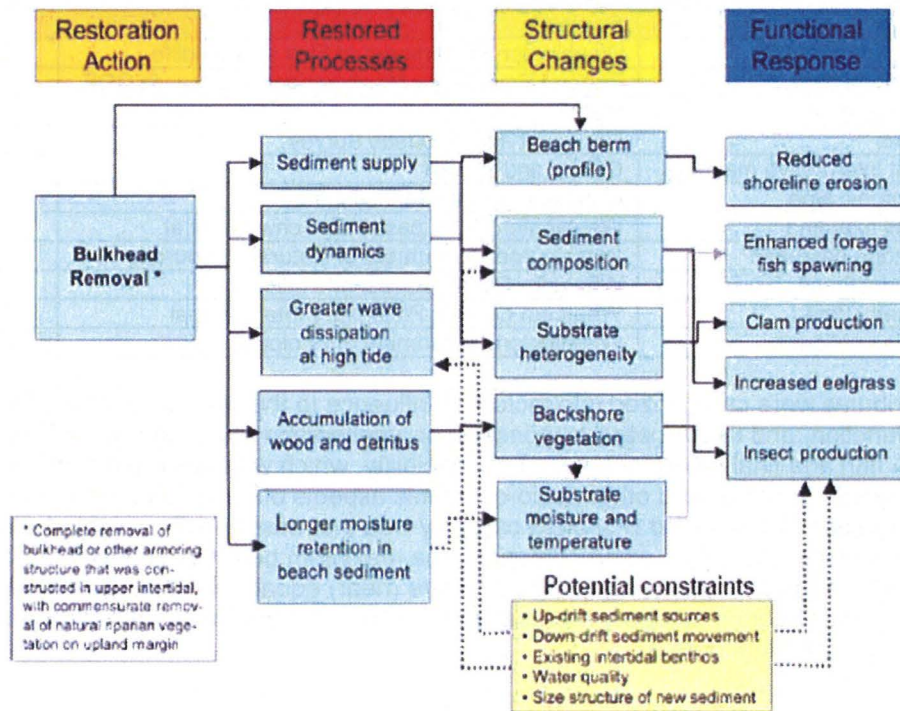 Restoration
Action
Restored
Processes
Structural
Changes
Functional
Response
Bulkhead
Removal *
Sediment supply
Sediment
dynamics
Greater wave
dissipation
at high tide
Accumulation of
wood and detritus
Longer moisture
retention in
beach sediment
Beach berm
(profile)
Sediment
composition
Substrate
heterogeneity
Backshore
vegetation
Substrate
moisture and
temperature
Reduced
shoreline erosion
Enhanced forage
fish spawning
Clam production
Increased eelgrass
Insect production
* Complete removal of
bulkhead or other armoring
structure that was con-
structed in upper intertidal,
with commensurate remov-
al of natural riparian vege-
tation on upland margin
Potential constraints
• Up-drift sediment sources
• Down-drift sediment movement
• Existing intertidal benthos
• Water quality
• Size structure of new sediment